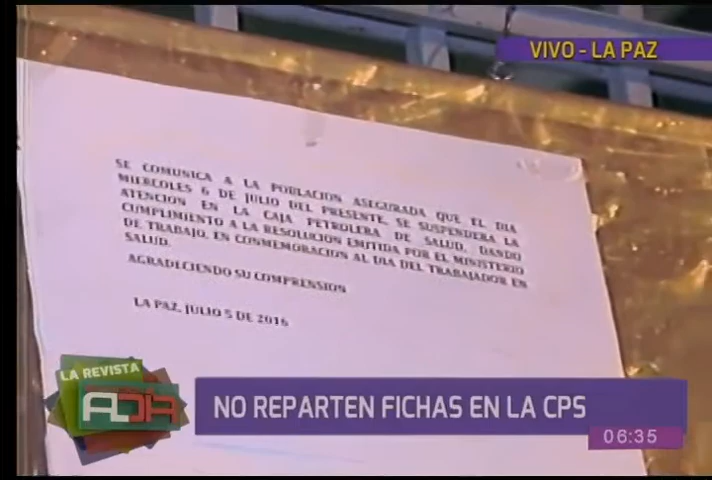 VIVO - LA PAZ
SE COMUNICA A LA POBLACION ASEGURADA QUE EL DIA
MIERCOLES 6 DE JULIO DEL PRESENTE, SE SUSPENDERA LA
ATENCION EN LA CAJA PETROLERA DE SALUD, DANDO
CUMPLIMIENTO A LA RESOLUCION EMITIDA POR EL MINISTERIO
DE TRABAJO, EN CONMEMORACION AL DIA DEL TRABAJADOR EN
SALUD.
AGRADECIENDO SU COMPRENSION
LA PAZ, JULIO 5 DE 2016
LA REVISTA
AL DIA
NO REPARTEN FICHAS EN LA CPS
06:35